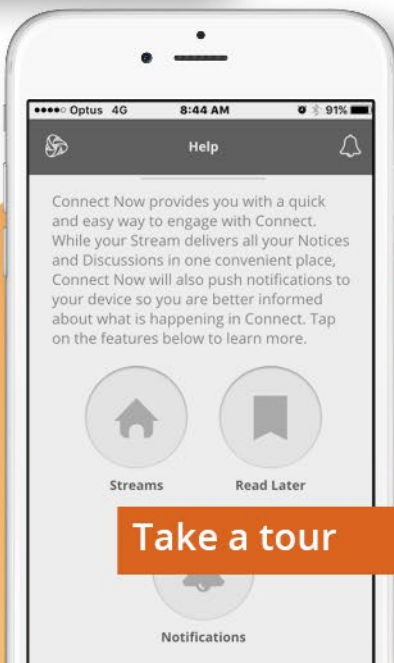 Optus 4G 8:44 AM 91%
Help
Connect Now provides you with a quick
and easy way to engage with Connect.
While your Stream delivers all your Notices
and Discussions in one convenient place,
Connect Now will also push notifications to
your device so you are better informed
about what is happening in Connect. Tap
on the features below to learn more.
Streams Read Later
Take a tour
Notifications